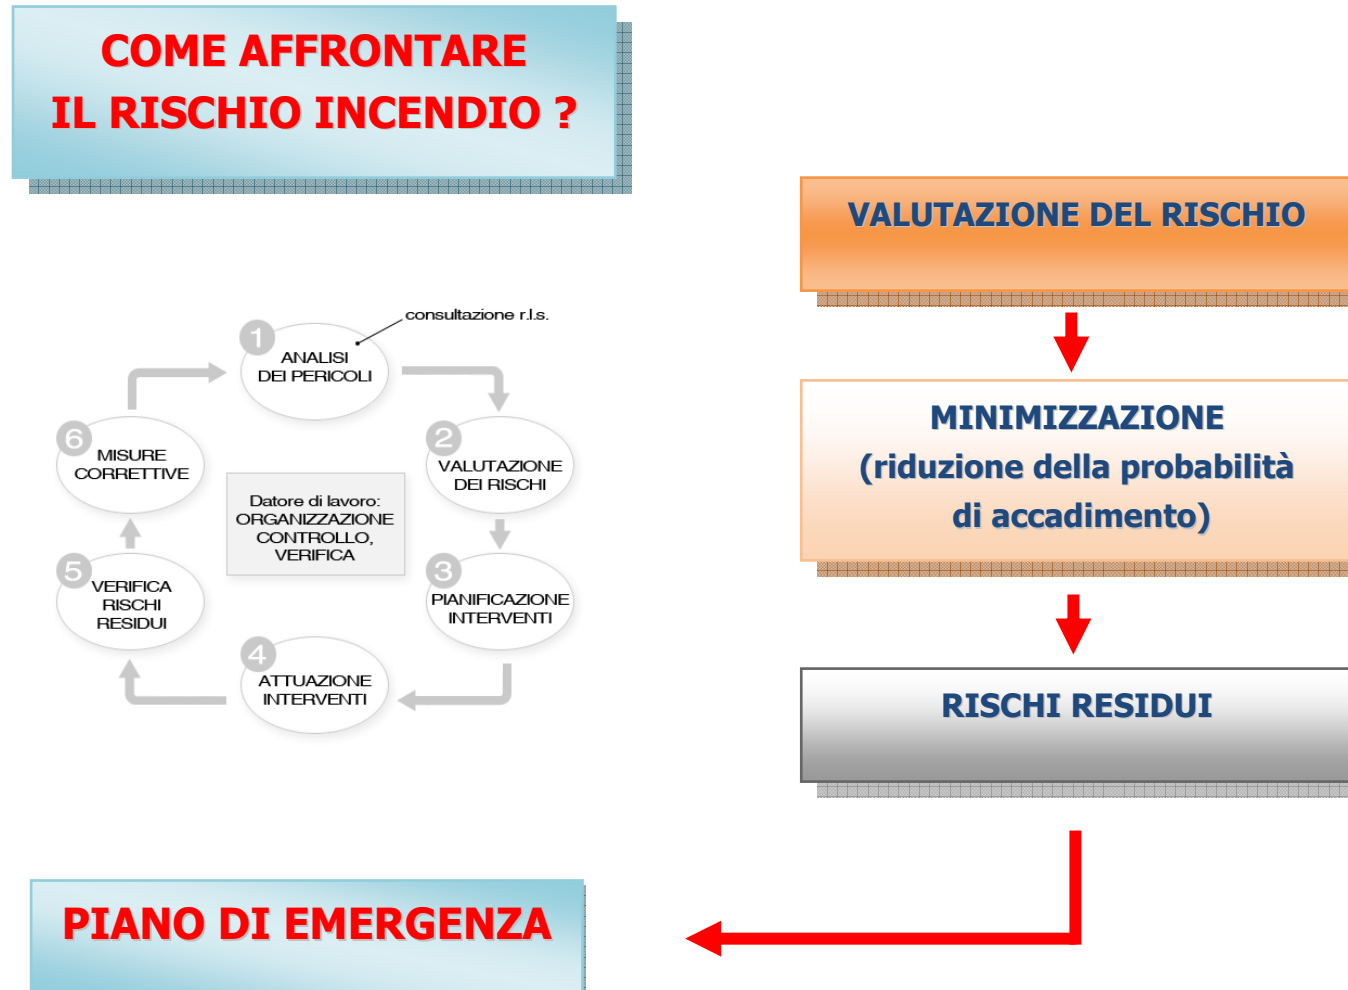 COME AFFRONTARE
IL RISCHIO INCENDIO ?
VALUTAZIONE DEL RISCHIO
MINIMIZZAZIONE
(riduzione della probabilità
di accadimento)
RISCHI RESIDUI
consultazione r.l.s.
1
ANALISI
DEI PERICOLI
2
VALUTAZIONE
DEI RISCHI
3
PIANIFICAZIONE
INTERVENTI
4
ATTUAZIONE
INTERVENTI
5
VERIFICA
RISCHI
RESIDUI
6
MISURE
CORRETTIVE
Datore di lavoro:
ORGANIZZAZIONE
CONTROLLO,
VERIFICA
PIANO DI EMERGENZA